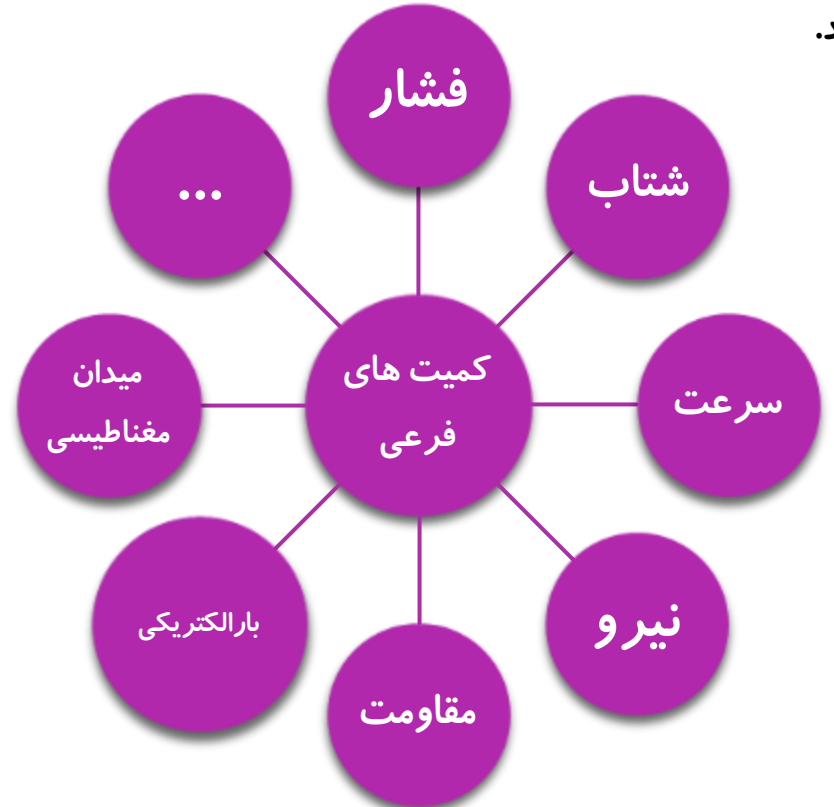 د.
فشار
شتاب
...
کمیت های
فرعی
میدان
مغناطیسی
سرعت
بارالکتریکی
نیرو
مقاومت